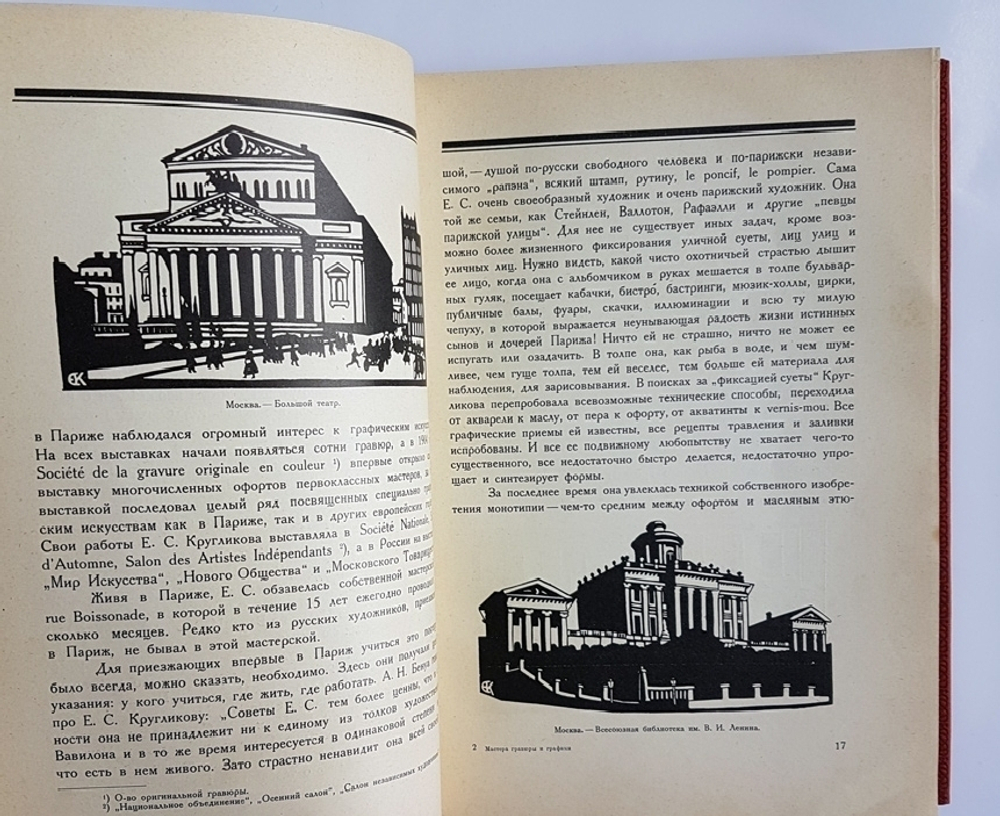 ЕК
Москва. — Большой театр.
в Париже наблюдался огромный интерес к графическим
На всех выставках начали появляться сотни гравюр, а в
Société de la gravure originale en couleur ¹) впервые
выставку многочисленных офортов первоклассных мастеров,
выставкой последовал целый ряд посвященных специально
ским искусствам как в Париже, так и в других европейских
Свои работы Е. С. Кругликова выставляла в Société Nationale,
d'Automne, Salon des Artistes Indépendants ²), а в России на
„Мир Искусства“, „Нового Общества“ и „Московского
Живя в Париже, Е. С. обзавелась собственной
rue Boissonade, в которой в течение 15 лет ежегодно
сколько месяцев. Редко кто из русских художников,
в Париж, не бывал в этой мастерской.
Для приезжающих впервые в Париж учиться это
было всегда, можно сказать, необходимо. Здесь они получали
указания: у кого учиться, где жить, где работать. А. Н. Бенуа
про Е. С. Кругликову: „Советы Е. С. тем более ценны, что
ности она не принадлежит ни к единому из толков
Вавилона и в то же время интересуется в одинаковой степени
что есть в нем живого. Зато страстно ненавидит она всей
¹) О-во оригинальной гравюры.
²) „Национальное объединение“, „Осенний салон“, „Салон независимых
шой, — душой по-русски свободного человека и по-парижски незави-
симого „рапэна“, всякий штамп, рутину, le poncif, le pompier. Сама
Е. С. очень своеобразный художник и очень парижский художник. Она
той же семьи, как Стейнлен, Валлотон, Рафаэлли и другие „певцы
парижской улицы“. Для нее не существует иных задач, кроме воз-
можно более жизненного фиксирования уличной суеты, лиц улиц и
уличных лиц. Нужно видеть, какой чисто охотничьей страстью дышит
ее лицо, когда она с альбомчиком в руках мешается в толпе бульвар-
ных гуляк, посещает кабачки, бистро, бастринги, мюзик-холлы, цирки,
публичные балы, фуары, скачки, иллюминации и всю ту милую
чепуху, в которой выражается неунывающая радость жизни истинных
сынов и дочерей Парижа! Ничто ей не страшно, ничто не может ее
испугать или озадачить. В толпе она, как рыба в воде, и чем шум-
ливее, чем гуще толпа, тем ей веселее, тем больше ей материала для
наблюдения, для зарисовывания. В поисках за „фиксацией суеты“ Круг-
ликова перепробовала всевозможные технические способы, переходила
от акварели к маслу, от пера к офорту, от акватинты к vernis-mou. Все
графические приемы ей известны, все рецепты травления и заливки
испробованы. И все ее подвижному любопытству не хватает чего-то
существенного, все недостаточно быстро делается, недостаточно упро-
щает и синтезирует формы.
За последнее время она увлекалась техникой собственного изобре-
тения монотипии — чем-то средним между офортом и масляным этю-
ЕК
Москва. — Всесоюзная библиотека им. В. И. Ленина.
2 Мастера гравюры и графики 17